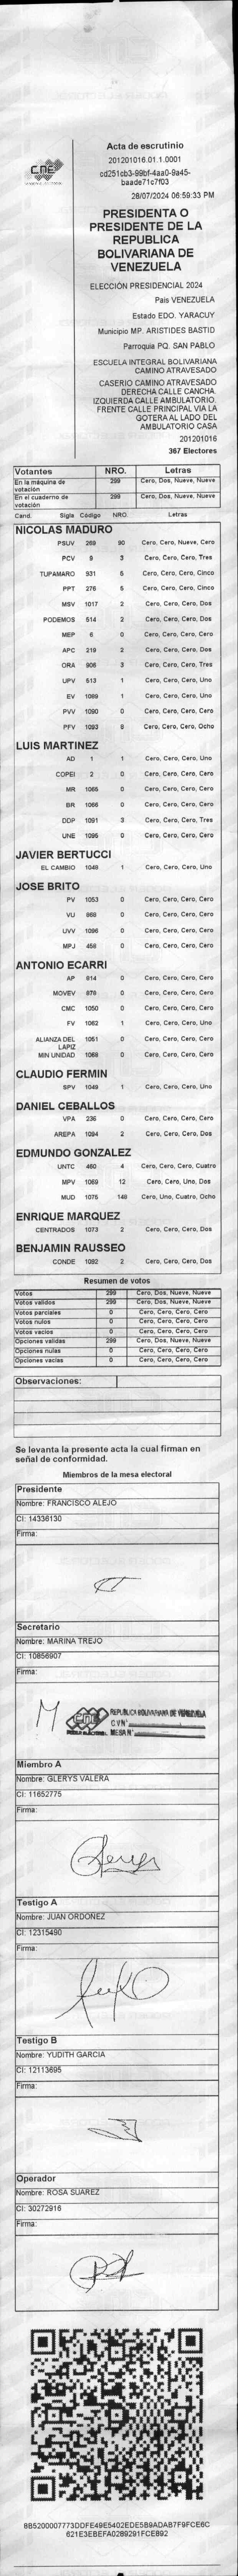 CNE
Acta de escrutinio
201201016.01.1.0001
cd251cb3-99bf-4aa0-9a45-
baade71c7f03
28/07/2024 06:59:33 PM
PRESIDENTA O
PRESIDENTE DE LA
REPUBLICA
BOLIVARIANA DE
VENEZUELA
ELECCIÓN PRESIDENCIAL 2024
País VENEZUELA
Estado EDO. YARACUY
Municipio MP. ARISTIDES BASTID
Parroquia PQ. SAN PABLO
ESCUELA INTEGRAL BOLIVARIANA
CAMINO ATRAVESADO
CASERIO CAMINO ATRAVESADO
DERECHA CALLE CANCHA.
IZQUIERDA CALLE AMBULATORIO.
FRENTE CALLE PRINCIPAL VIA LA
GOTERA AL LADO DEL
AMBULATORIO CASA
201201016
367 Electores
Votantes NRO. Letras
En la máquina de votación 299 Cero, Dos, Nueve, Nueve
En el cuaderno de votación 299 Cero, Dos, Nueve, Nueve
Cand. Sigla Código NRO. Letras
NICOLAS MADURO
PSUV 269 90 Cero, Cero, Nueve, Cero
PCV 9 3 Cero, Cero, Cero, Tres
TUPAMARO 931 5 Cero, Cero, Cero, Cinco
PPT 276 5 Cero, Cero, Cero, Cinco
MSV 1017 2 Cero, Cero, Cero, Dos
PODEMOS 514 2 Cero, Cero, Cero, Dos
MEP 6 0 Cero, Cero, Cero, Cero
APC 219 2 Cero, Cero, Cero, Dos
ORA 906 3 Cero, Cero, Cero, Tres
UPV 513 1 Cero, Cero, Cero, Uno
EV 1089 1 Cero, Cero, Cero, Uno
PVV 1090 0 Cero, Cero, Cero, Cero
PFV 1093 8 Cero, Cero, Cero, Ocho
LUIS MARTINEZ
AD 1 1 Cero, Cero, Cero, Uno
COPEI 2 0 Cero, Cero, Cero, Cero
MR 1065 0 Cero, Cero, Cero, Cero
BR 1066 0 Cero, Cero, Cero, Cero
DDP 1091 3 Cero, Cero, Cero, Tres
UNE 1095 0 Cero, Cero, Cero, Cero
JAVIER BERTUCCI
EL CAMBIO 1048 1 Cero, Cero, Cero, Uno
JOSE BRITO
PV 1053 0 Cero, Cero, Cero, Cero
VU 868 0 Cero, Cero, Cero, Cero
UVV 1096 0 Cero, Cero, Cero, Cero
MPJ 458 0 Cero, Cero, Cero, Cero
ANTONIO ECARRI
AP 814 0 Cero, Cero, Cero, Cero
MOVEV 878 0 Cero, Cero, Cero, Cero
CMC 1050 0 Cero, Cero, Cero, Cero
FV 1062 1 Cero, Cero, Cero, Uno
ALIANZA DEL LAPIZ 1051 0 Cero, Cero, Cero, Cero
MIN UNIDAD 1068 0 Cero, Cero, Cero, Cero
CLAUDIO FERMIN
SPV 1049 1 Cero, Cero, Cero, Uno
DANIEL CEBALLOS
VPA 236 0 Cero, Cero, Cero, Cero
AREPA 1094 2 Cero, Cero, Cero, Dos
EDMUNDO GONZALEZ
UNTC 460 4 Cero, Cero, Cero, Cuatro
MPV 1069 12 Cero, Cero, Uno, Dos
MUD 1075 148 Cero, Uno, Cuatro, Ocho
ENRIQUE MARQUEZ
CENTRADOS 1073 2 Cero, Cero, Cero, Dos
BENJAMIN RAUSSEO
CONDE 1082 2 Cero, Cero, Cero, Dos
Resumen de votos
Votos 299 Cero, Dos, Nueve, Nueve
Votos validos 299 Cero, Dos, Nueve, Nueve
Votos parciales 0 Cero, Cero, Cero, Cero
Votos nulos 0 Cero, Cero, Cero, Cero
Votos vacios 0 Cero, Cero, Cero, Cero
Opciones validas 299 Cero, Dos, Nueve, Nueve
Opciones nulas 0 Cero, Cero, Cero, Cero
Opciones vacias 0 Cero, Cero, Cero, Cero
Observaciones:
Se levanta la presente acta la cual firman en
señal de conformidad.
Miembros de la mesa electoral
Presidente
Nombre: FRANCISCO ALEJO
CI: 14336130
Firma:
Secretario
Nombre: MARINA TREJO
CI: 10856907
Firma:
M
CNE
REPUBLICA BOLIVARIANA DE VENEZUELA
CVN°
MESA N°
Miembro A
Nombre: GLERYS VALERA
CI: 11652775
Firma:
Testigo A
Nombre: JUAN ORDONEZ
CI: 12315490
Firma:
Testigo B
Nombre: YUDITH GARCIA
CI: 12113695
Firma:
Operador
Nombre: ROSA SUAREZ
CI: 30272916
Firma:
8B5200007773DDFE49E5402EDE5B9ADAB7F9FCE6C
621E3EBEFA0289291FCE892